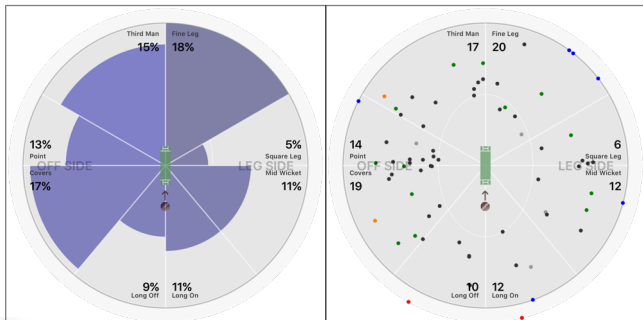 Third Man Fine Leg
15% 18%
13%
Point
OFF SIDE
Covers
17%
5%
Square Leg
LEG SIDE
Mid Wicket
11%
9% 11%
Long Off Long On
Third Man Fine Leg
17 20
14
Point
OFF SIDE
Covers
19
6
Square Leg
LEG SIDE
Mid Wicket
12
10 12
Long Off Long On